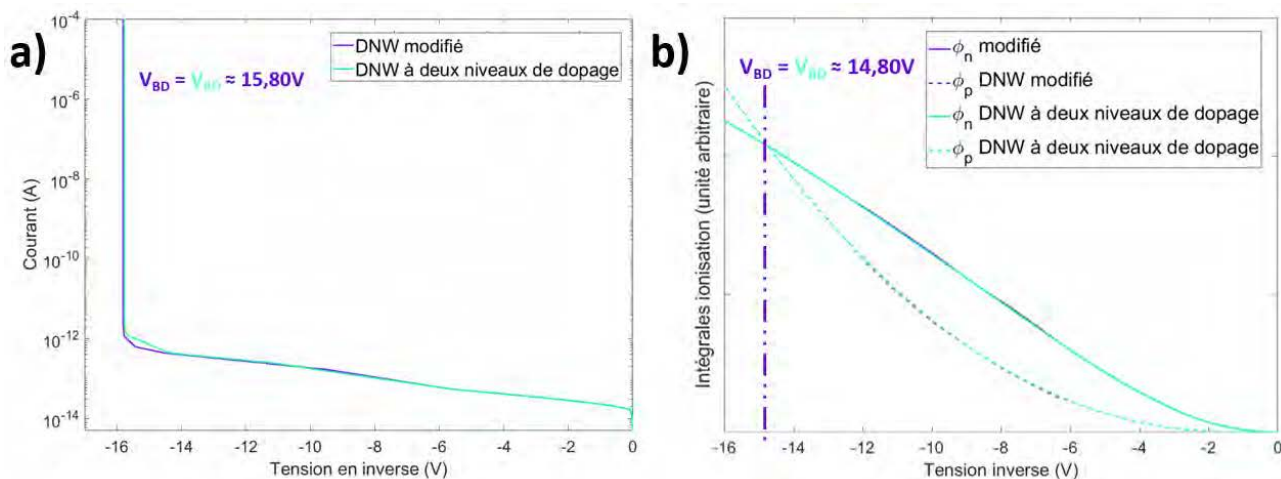 a)
10^-4
10^-6
10^-8
10^-10
10^-12
10^-14
Courant (A)
V_BD = V_BD ≈ 15,80V
DNW modifié
DNW à deux niveaux de dopage
-16 -14 -12 -10 -8 -6 -4 -2 0
Tension en inverse (V)
b)
Intégrales ionisation (unité arbitraire)
V_BD = V_BD ≈ 14,80V
ϕ_n modifié
ϕ_p DNW modifié
ϕ_n DNW à deux niveaux de dopage
ϕ_p DNW à deux niveaux de dopage
-16 -14 -12 -10 -8 -6 -4 -2 0
Tension inverse (V)